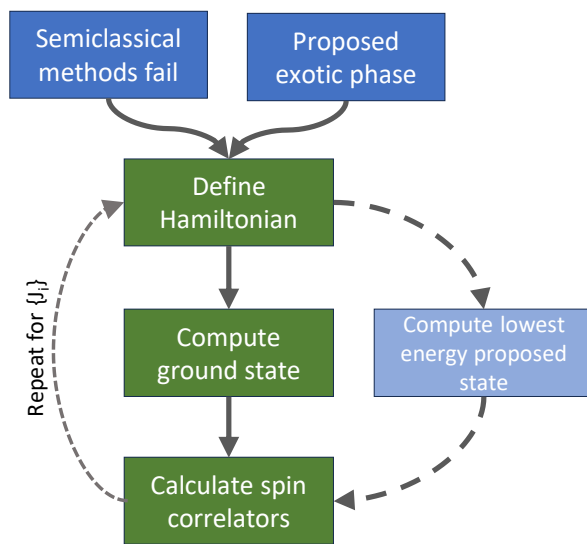 Semiclassical
methods fail
Proposed
exotic phase
Define
Hamiltonian
Compute
ground state
Compute lowest
energy proposed
state
Repeat for {Jᵢ}
Calculate spin
correlators